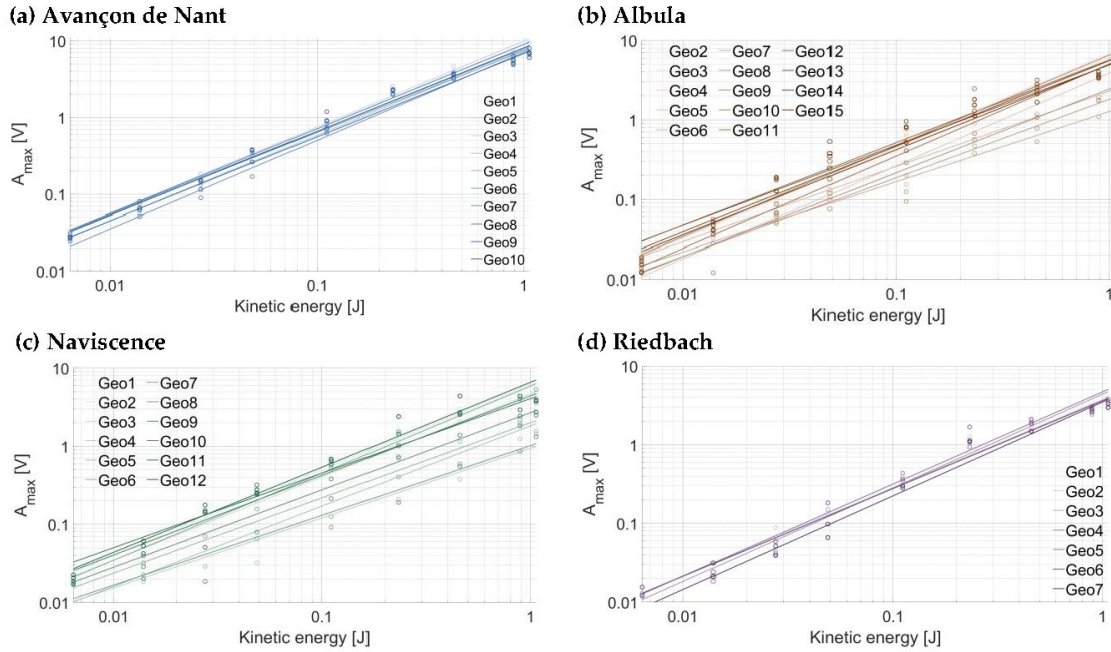 (a) Avançon de Nant
10
1
0.1
0.01
A_max [V]
0.01 0.1 1
Kinetic energy [J]
Geo1
Geo2
Geo3
Geo4
Geo5
Geo6
Geo7
Geo8
Geo9
Geo10
(b) Albula
10
1
0.1
0.01
A_max [V]
0.01 0.1 1
Kinetic energy [J]
Geo2 Geo7 Geo12
Geo3 Geo8 Geo13
Geo4 Geo9 Geo14
Geo5 Geo10 Geo15
Geo6 Geo11
(c) Naviscence
10
1
0.1
0.01
A_max [V]
0.01 0.1 1
Kinetic energy [J]
Geo1 Geo7
Geo2 Geo8
Geo3 Geo9
Geo4 Geo10
Geo5 Geo11
Geo6 Geo12
(d) Riedbach
10
1
0.1
0.01
A_max [V]
0.01 0.1 1
Kinetic energy [J]
Geo1
Geo2
Geo3
Geo4
Geo5
Geo6
Geo7